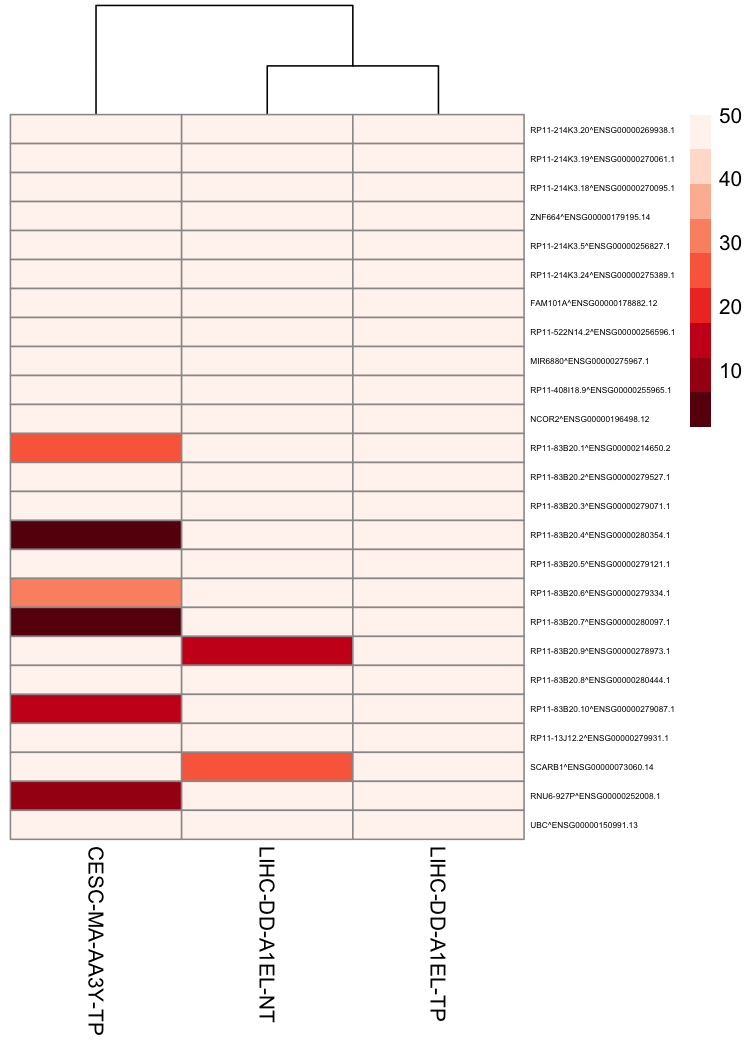 RP11-214K3.20^ENSG00000269938.1
RP11-214K3.19^ENSG00000270061.1
RP11-214K3.18^ENSG00000270095.1
ZNF664^ENSG00000179195.14
RP11-214K3.5^ENSG00000256827.1
RP11-214K3.24^ENSG00000275389.1
FAM101A^ENSG00000178882.12
RP11-522N14.2^ENSG00000256596.1
MIR6880^ENSG00000275967.1
RP11-408I18.9^ENSG00000255965.1
NCOR2^ENSG00000196498.12
RP11-83B20.1^ENSG00000214650.2
RP11-83B20.2^ENSG00000279527.1
RP11-83B20.3^ENSG00000279071.1
RP11-83B20.4^ENSG00000280354.1
RP11-83B20.5^ENSG00000279121.1
RP11-83B20.6^ENSG00000279334.1
RP11-83B20.7^ENSG00000280097.1
RP11-83B20.9^ENSG00000278973.1
RP11-83B20.8^ENSG00000280444.1
RP11-83B20.10^ENSG00000279087.1
RP11-13J12.2^ENSG00000279931.1
SCARB1^ENSG00000073060.14
RNU6-927P^ENSG00000252008.1
UBC^ENSG00000150991.13
50
40
30
20
10
CESC-MA-AA3Y-TP
LIHC-DD-A1EL-NT
LIHC-DD-A1EL-TP